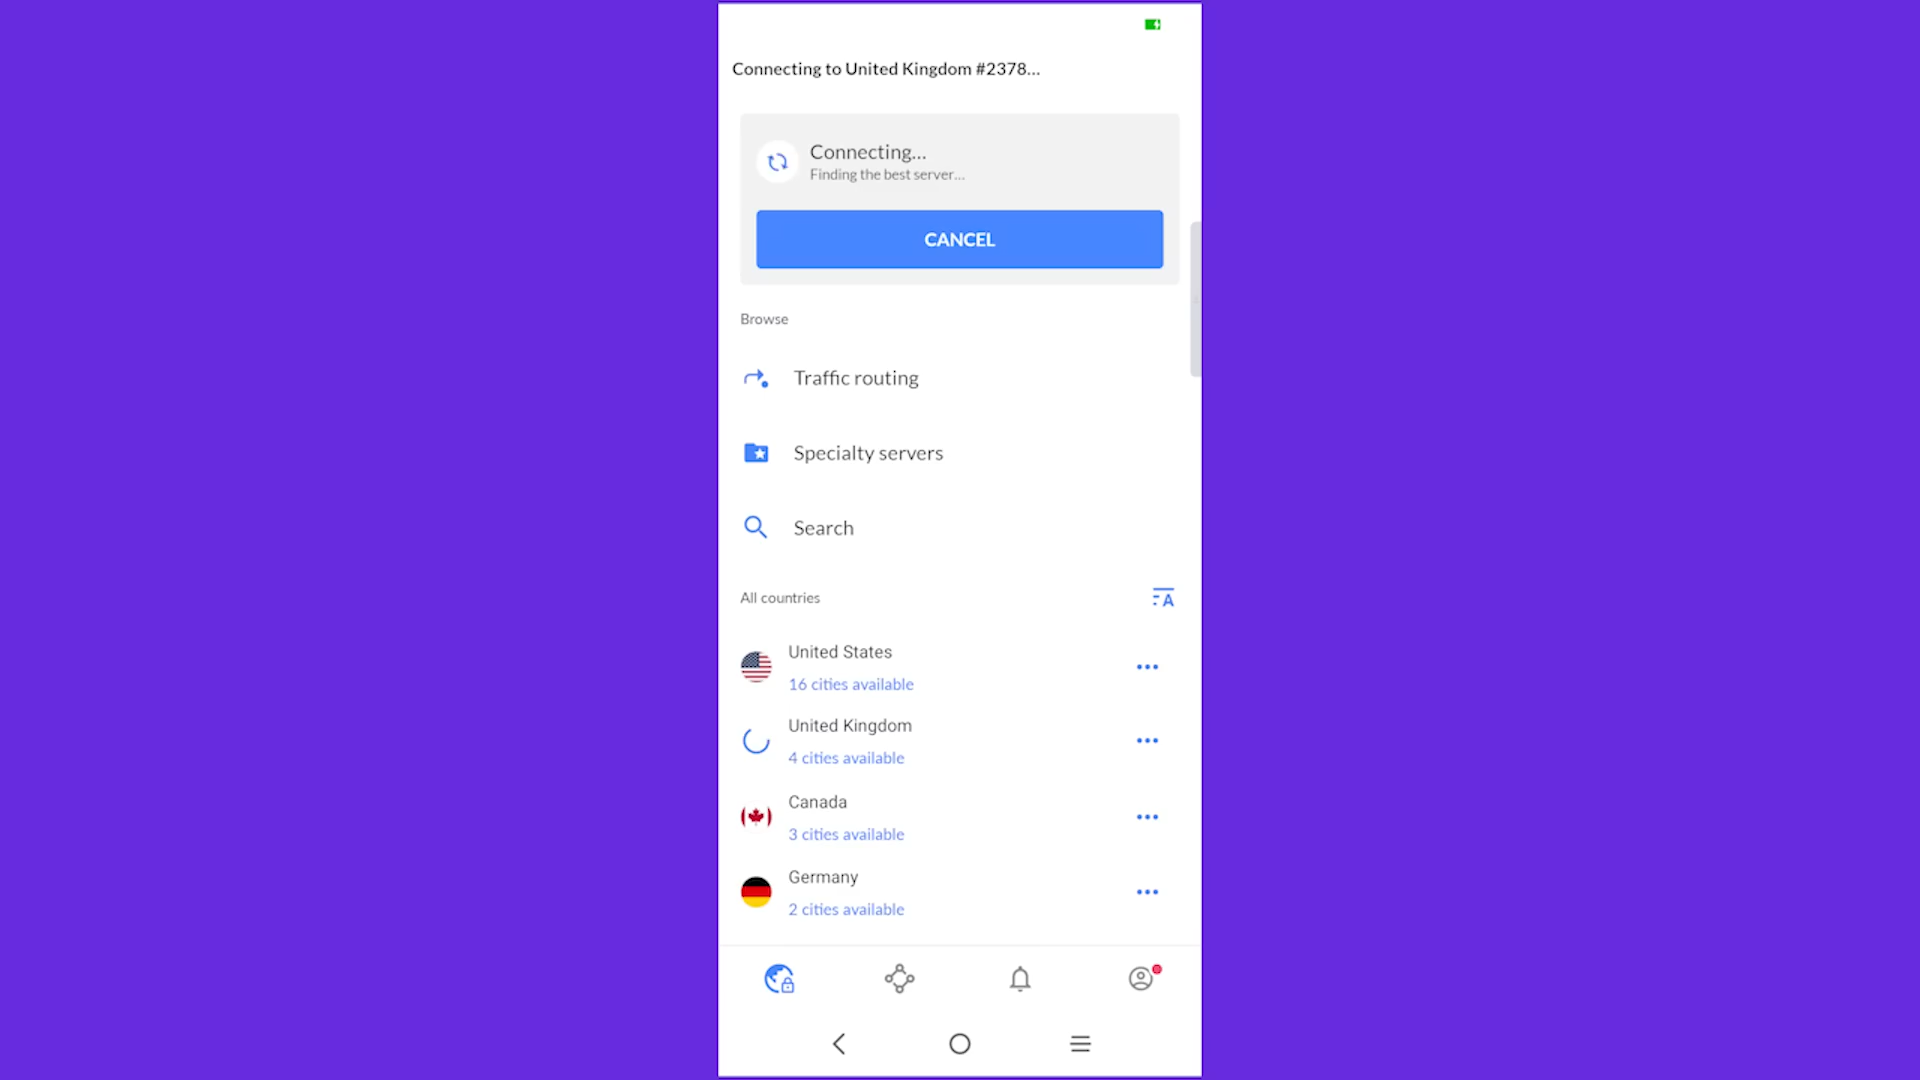 Connecting to United Kingdom #2378...
Connecting...
Finding the best server...
CANCEL
Browse
Traffic routing
Specialty servers
Search
All countries
A
United States
16 cities available
United Kingdom
4 cities available
Canada
3 cities available
Germany
2 cities available